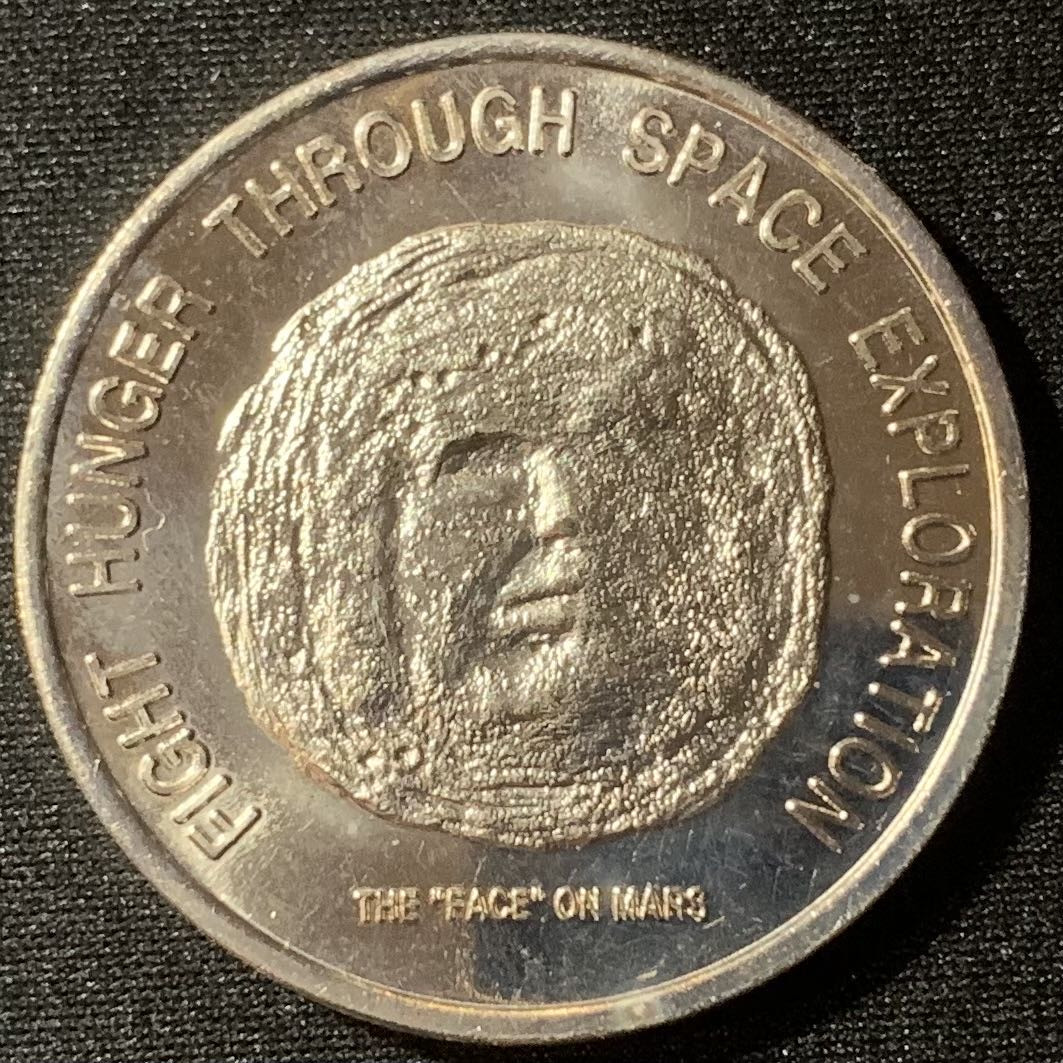 FIGHT HUNGER THROUGH SPACE EXPLORATION
THE "FACE" ON MARS